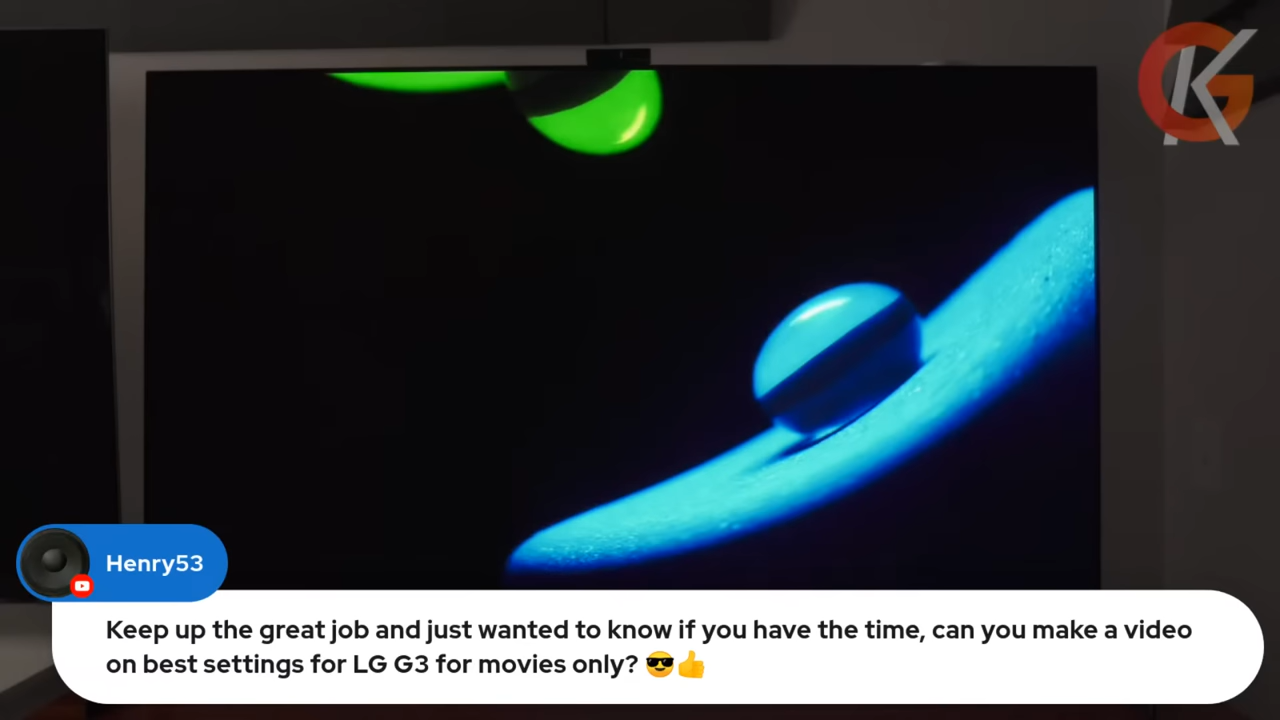 GK
Henry53
Keep up the great job and just wanted to know if you have the time, can you make a video
on best settings for LG G3 for movies only? 😎👍